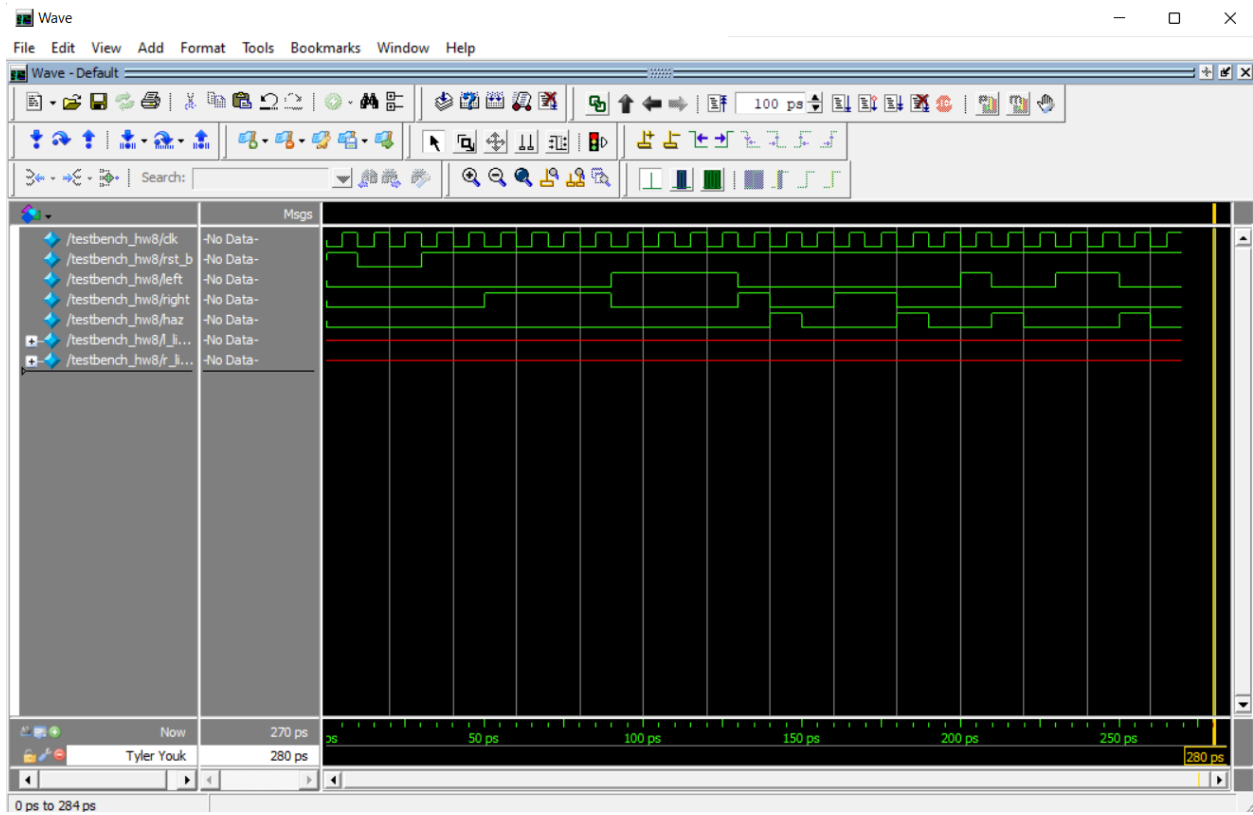 Wave
File Edit View Add Format Tools Bookmarks Window Help
Wave - Default
100 ps
Search:
Msgs
/testbench_hw8/clk -No Data-
/testbench_hw8/rst_b -No Data-
/testbench_hw8/left -No Data-
/testbench_hw8/right -No Data-
/testbench_hw8/haz -No Data-
/testbench_hw8/l_li... -No Data-
/testbench_hw8/r_li... -No Data-
Now 270 ps
ps 50 ps 100 ps 150 ps 200 ps 250 ps
Tyler Youk 280 ps 280 ps
0 ps to 284 ps